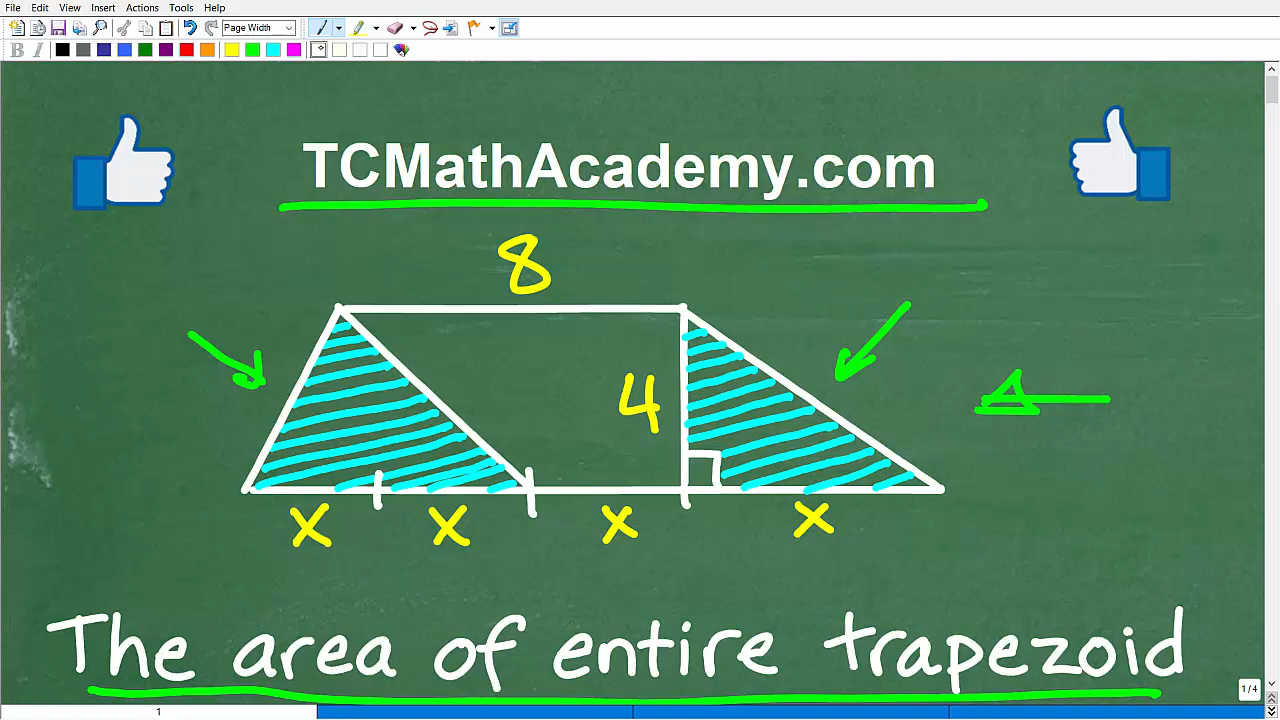 File Edit View Insert Actions Tools Help
Page Width
B I
TCMathAcademy.com
8
4
x x x x
The area of entire trapezoid
1/4
1